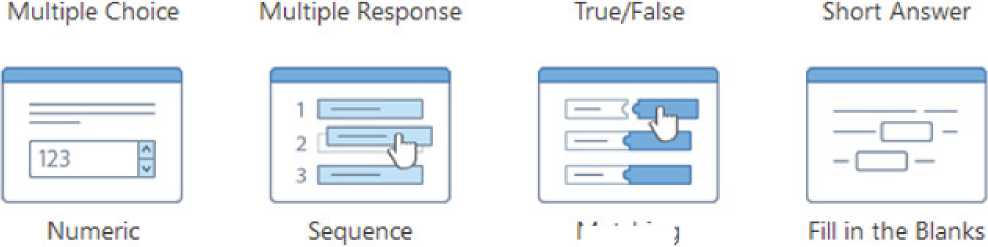 Multiple Choice Multiple Response True/False Short Answer
123
1
2
3
Numeric Sequence Fill in the Blanks